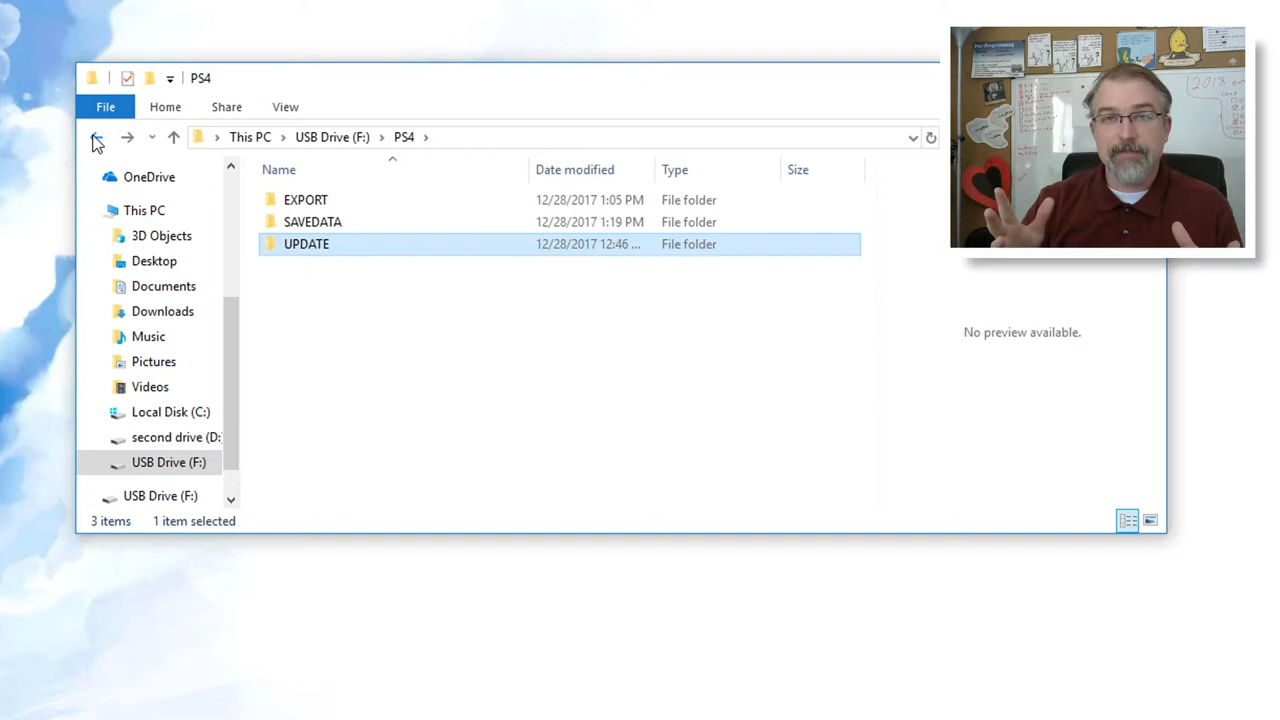 PS4
File Home Share View
This PC USB Drive (F:) PS4
Name Date modified Type Size
OneDrive
This PC
3D Objects
Desktop
Documents
Downloads
Music
Pictures
Videos
Local Disk (C:)
second drive (D:
USB Drive (F:)
USB Drive (F:)
EXPORT 12/28/2017 1:05 PM File folder
SAVEDATA 12/28/2017 1:19 PM File folder
UPDATE 12/28/2017 12:46 ... File folder
No preview available.
3 items 1 item selected
2018